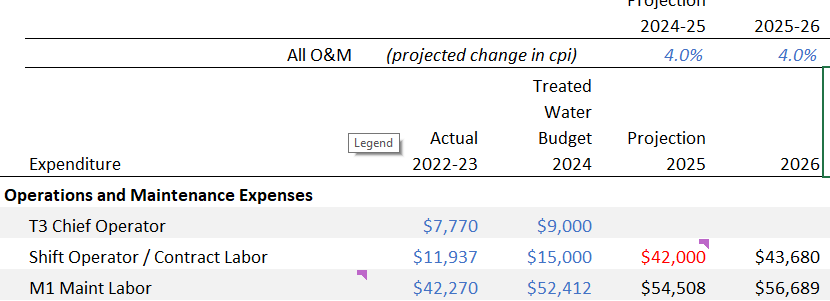 Projection
2024-25 2025-26
All O&M (projected change in cpi) 4.0% 4.0%
Treated
Water
Legend Actual Budget Projection
Expenditure 2022-23 2024 2025 2026
Operations and Maintenance Expenses
T3 Chief Operator $7,770 $9,000
Shift Operator / Contract Labor $11,937 $15,000 $42,000 $43,680
M1 Maint Labor $42,270 $52,412 $54,508 $56,689